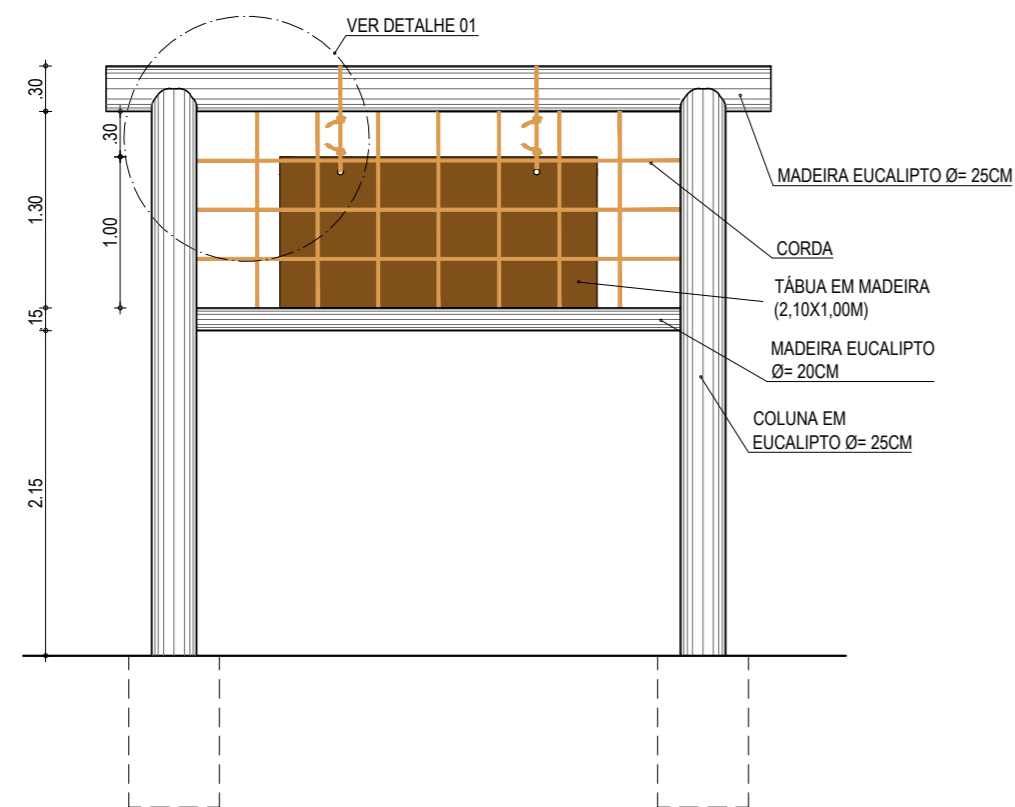 VER DETALHE 01
.30
.30
MADEIRA EUCALIPTO Ø= 25CM
1.30
1.00
CORDA
TÁBUA EM MADEIRA
(2,10X1,00M)
.15
MADEIRA EUCALIPTO
Ø= 20CM
COLUNA EM
EUCALIPTO Ø= 25CM
2.15